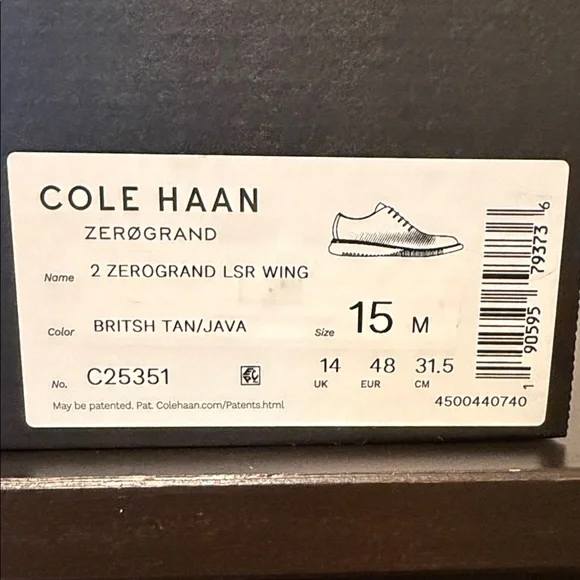 COLE HAAN
ZERØGRAND
Name 2 ZEROGRAND LSR WING
Color BRITSH TAN/JAVA
Size 15 M
14 48 31.5
UK EUR CM
No. C25351
May be patented. Pat. Colehaan.com/Patents.html
4500440740
1 90595 79373 6